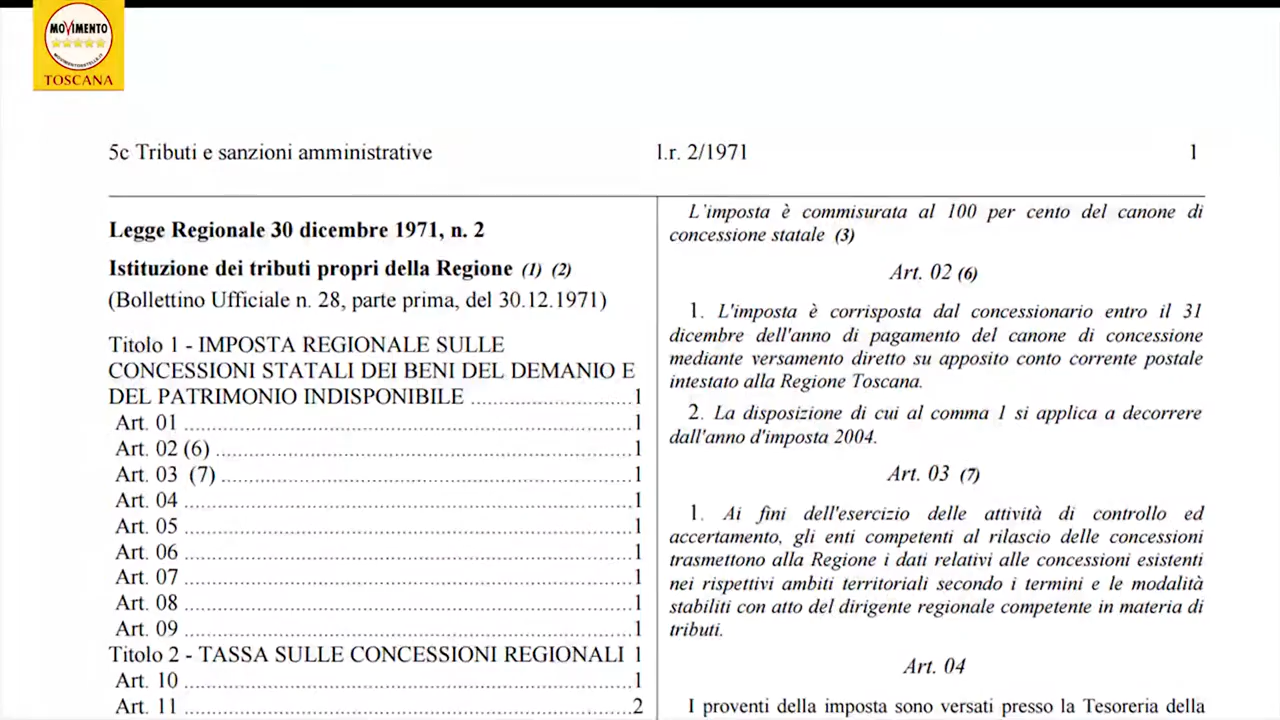 MOVIMENTO
MOVIMENTO5STELLE.IT
TOSCANA
5c Tributi e sanzioni amministrative
l.r. 2/1971
1
Legge Regionale 30 dicembre 1971, n. 2
Istituzione dei tributi propri della Regione (1) (2)
(Bollettino Ufficiale n. 28, parte prima, del 30.12.1971)
Titolo 1 - IMPOSTA REGIONALE SULLE
CONCESSIONI STATALI DEI BENI DEL DEMANIO E
DEL PATRIMONIO INDISPONIBILE ........................... 1
Art. 01 ........................................................................ 1
Art. 02 (6) .................................................................. 1
Art. 03 (7) ................................................................. 1
Art. 04 ........................................................................ 1
Art. 05 ........................................................................ 1
Art. 06 ........................................................................ 1
Art. 07 ........................................................................ 1
Art. 08 ........................................................................ 1
Art. 09 ........................................................................ 1
Titolo 2 - TASSA SULLE CONCESSIONI REGIONALI 1
Art. 10 ........................................................................ 1
Art. 11 ........................................................................ 2
L'imposta è commisurata al 100 per cento del canone di
concessione statale (3)
Art. 02 (6)
1. L'imposta è corrisposta dal concessionario entro il 31
dicembre dell'anno di pagamento del canone di concessione
mediante versamento diretto su apposito conto corrente postale
intestato alla Regione Toscana.
2. La disposizione di cui al comma 1 si applica a decorrere
dall'anno d'imposta 2004.
Art. 03 (7)
1. Ai fini dell'esercizio delle attività di controllo ed
accertamento, gli enti competenti al rilascio delle concessioni
trasmettono alla Regione i dati relativi alle concessioni esistenti
nei rispettivi ambiti territoriali secondo i termini e le modalità
stabiliti con atto del dirigente regionale competente in materia di
tributi.
Art. 04
I proventi della imposta sono versati presso la Tesoreria della